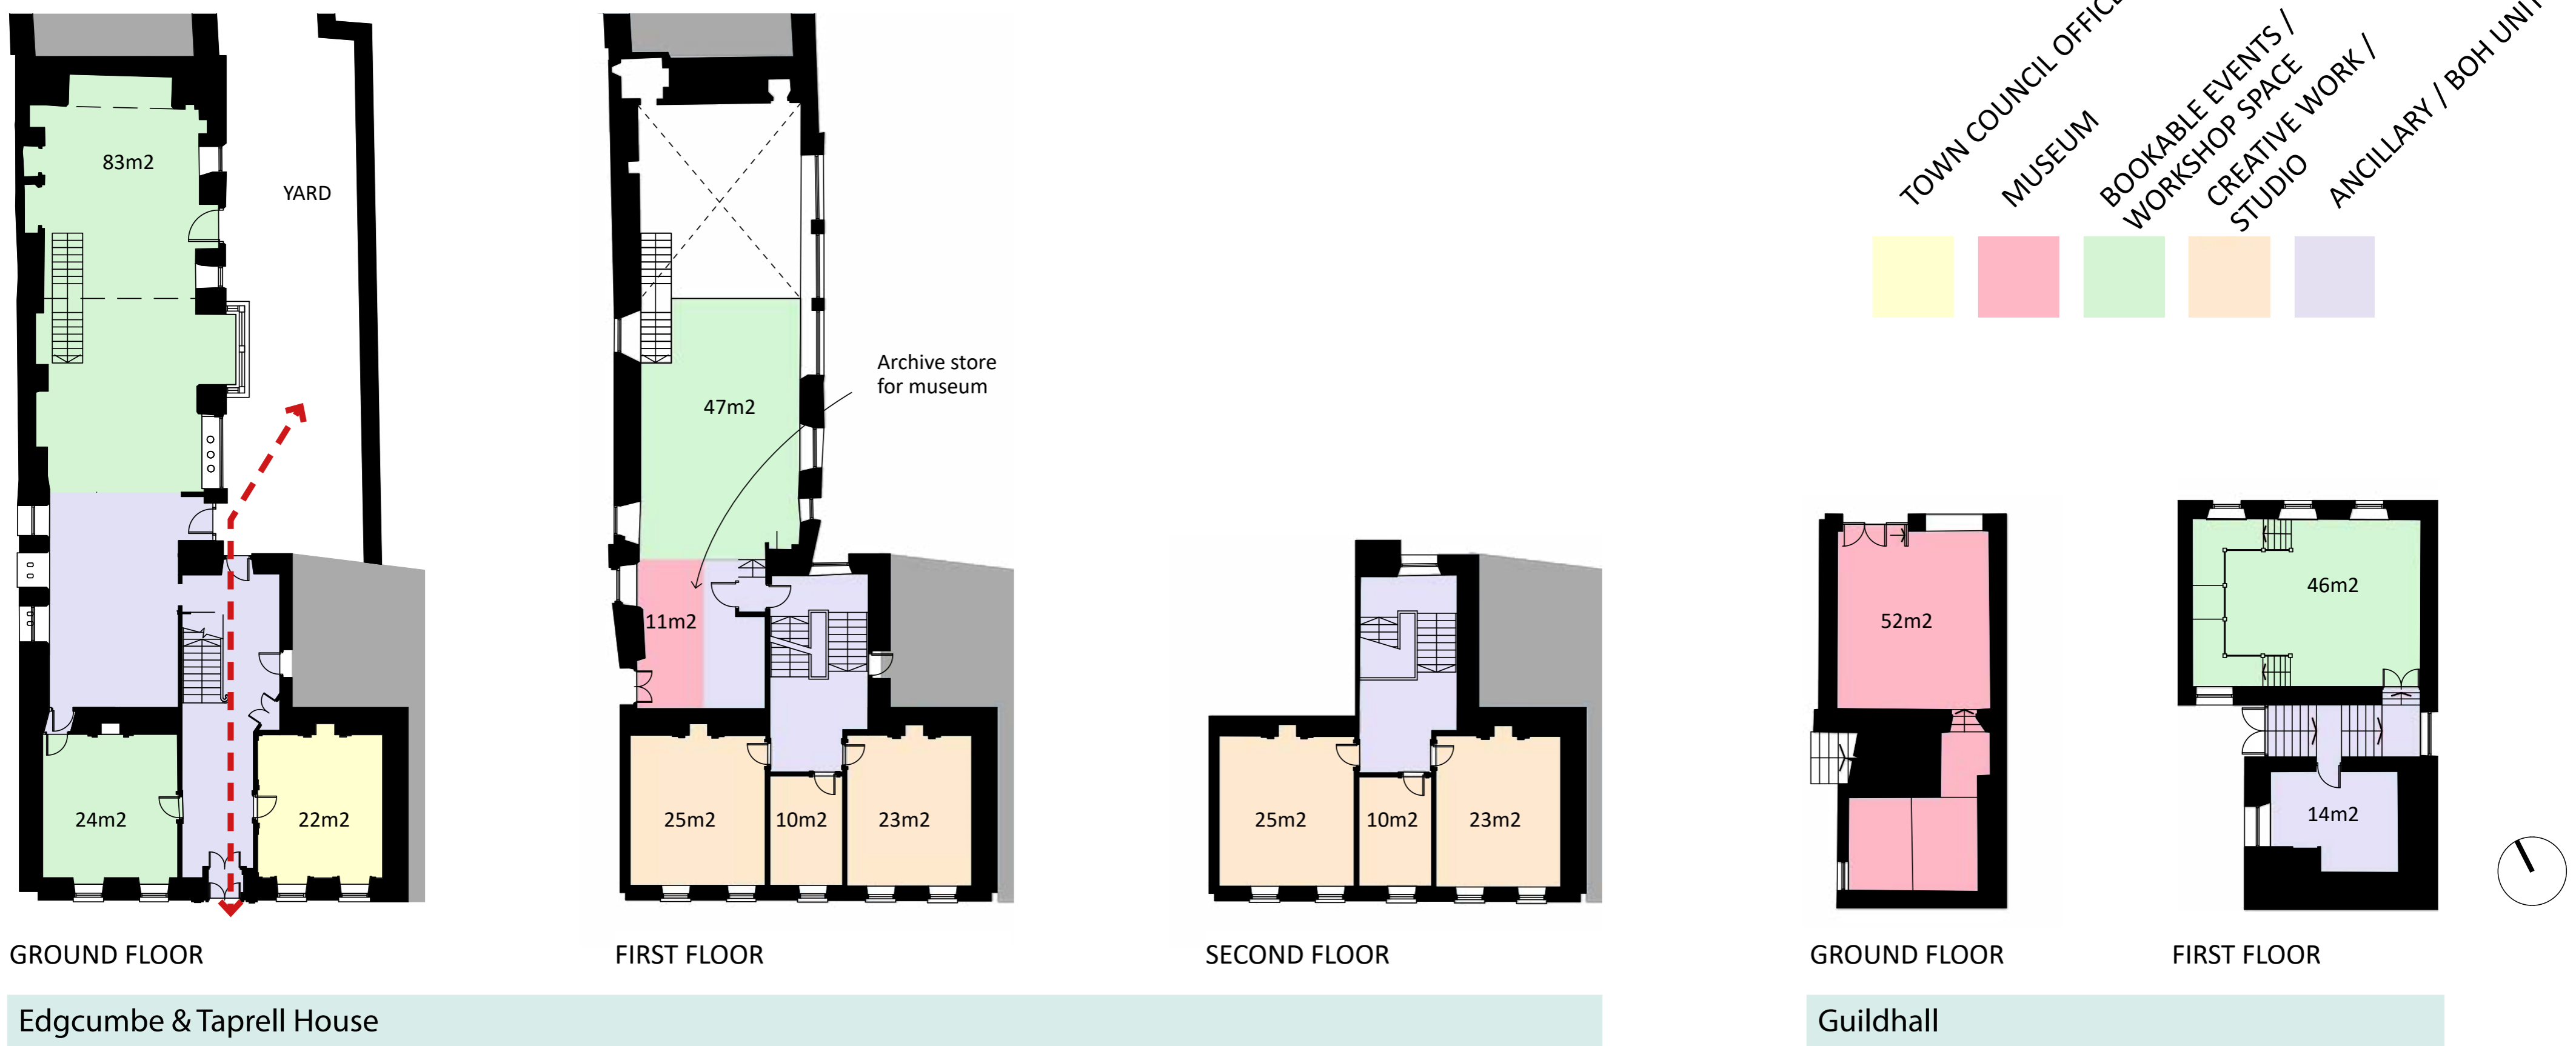 TOWN COUNCIL OFFICE
MUSEUM
BOOKABLE EVENTS /
WORKSHOP SPACE
CREATIVE WORK /
STUDIO
ANCILLARY / BOH UNIT
83m2
YARD
24m2
22m2
GROUND FLOOR
Archive store
for museum
47m2
11m2
25m2
10m2
23m2
FIRST FLOOR
25m2
10m2
23m2
SECOND FLOOR
Edgcumbe & Taprell House
52m2
GROUND FLOOR
46m2
14m2
FIRST FLOOR
Guildhall